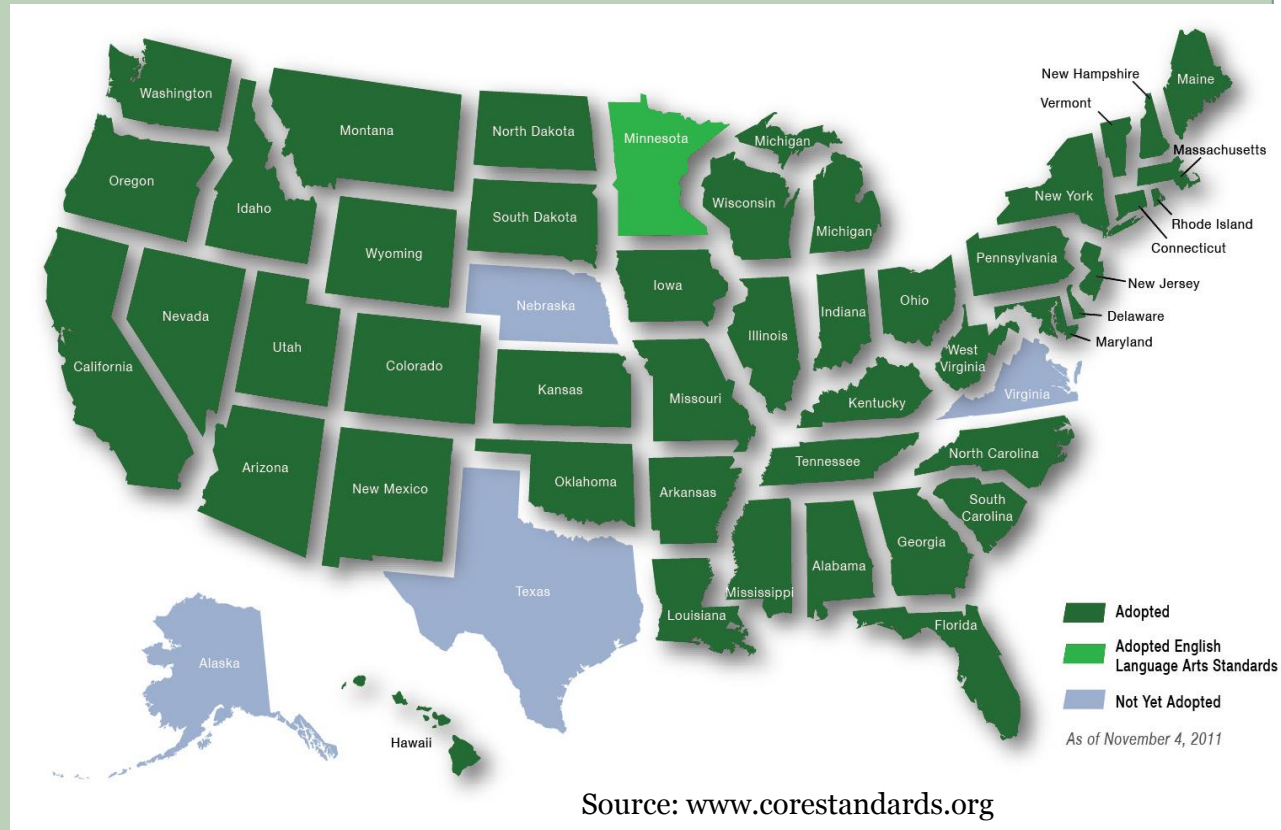 Washington
Montana
North Dakota
Minnesota
Michigan
New Hampshire
Vermont
Maine
Massachusetts
Oregon
Idaho
South Dakota
Wisconsin
Michigan
New York
Rhode Island
Connecticut
Wyoming
Pennsylvania
New Jersey
Nebraska
Iowa
Ohio
Delaware
Nevada
Utah
Illinois
Indiana
Maryland
California
Colorado
Kansas
Missouri
Kentucky
West
Virginia
Virginia
Arizona
New Mexico
Oklahoma
Arkansas
Tennessee
North Carolina
South
Carolina
Texas
Mississippi
Alabama
Georgia
Louisiana
Florida
Alaska
Hawaii
Adopted
Adopted English
Language Arts Standards
Not Yet Adopted
As of November 4, 2011
Source: www.corestandards.org